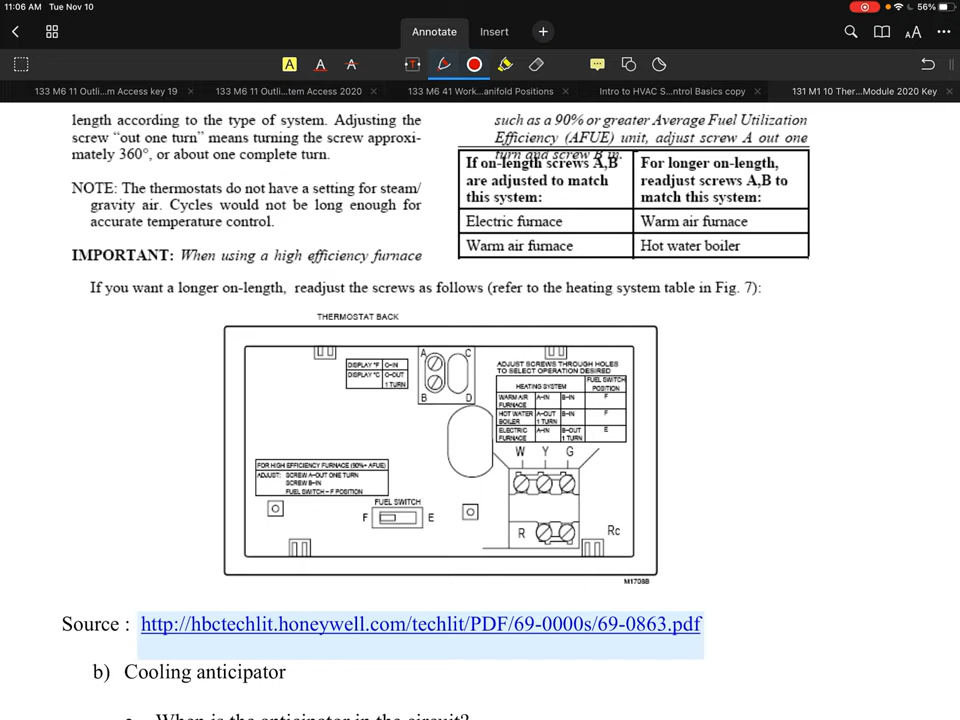 11:06 AM Tue Nov 10
56%
Annotate Insert
133 M6 11 Outli...m Access key 19 133 M6 11 Outli...tem Access 2020 133 M6 41 Work...anifold Positions Intro to HVAC S...ntrol Basics copy 131 M1 10 Ther...Module 2020 Key
length according to the type of system. Adjusting the
screw “out one turn” means turning the screw approxi-
mately 360°, or about one complete turn.
NOTE: The thermostats do not have a setting for steam/
gravity air. Cycles would not be long enough for
accurate temperature control.
IMPORTANT: When using a high efficiency furnace
such as a 90% or greater Average Fuel Utilization
Efficiency (AFUE) unit, adjust screw A out one
turn and screw B in.
If on-length screws A,B are adjusted to match this system:
For longer on-length, readjust screws A,B to match this system:
Electric furnace Warm air furnace
Warm air furnace Hot water boiler
If you want a longer on-length, readjust the screws as follows (refer to the heating system table in Fig. 7):
THERMOSTAT BACK
DISPLAY °F O-IN
DISPLAY °C O-OUT
1 TURN
A C
B D
ADJUST SCREWS THROUGH HOLES
TO SELECT OPERATION DESIRED
HEATING SYSTEM FUEL SWITCH POSITION
WARM AIR FURNACE A-IN B-IN F
HOT WATER BOILER A-OUT 1 TURN B-IN F
ELECTRIC FURNACE A-IN B-OUT 1 TURN E
W Y G
FOR HIGH EFFICIENCY FURNACE (90%+ AFUE)
ADJUST: SCREW A-OUT ONE TURN
SCREW B-IN
FUEL SWITCH - F POSITION
FUEL SWITCH
F E
R Rc
M1708B
Source : http://hbctechlit.honeywell.com/techlit/PDF/69-0000s/69-0863.pdf
b) Cooling anticipator
• When is the anticipator in the circuit?